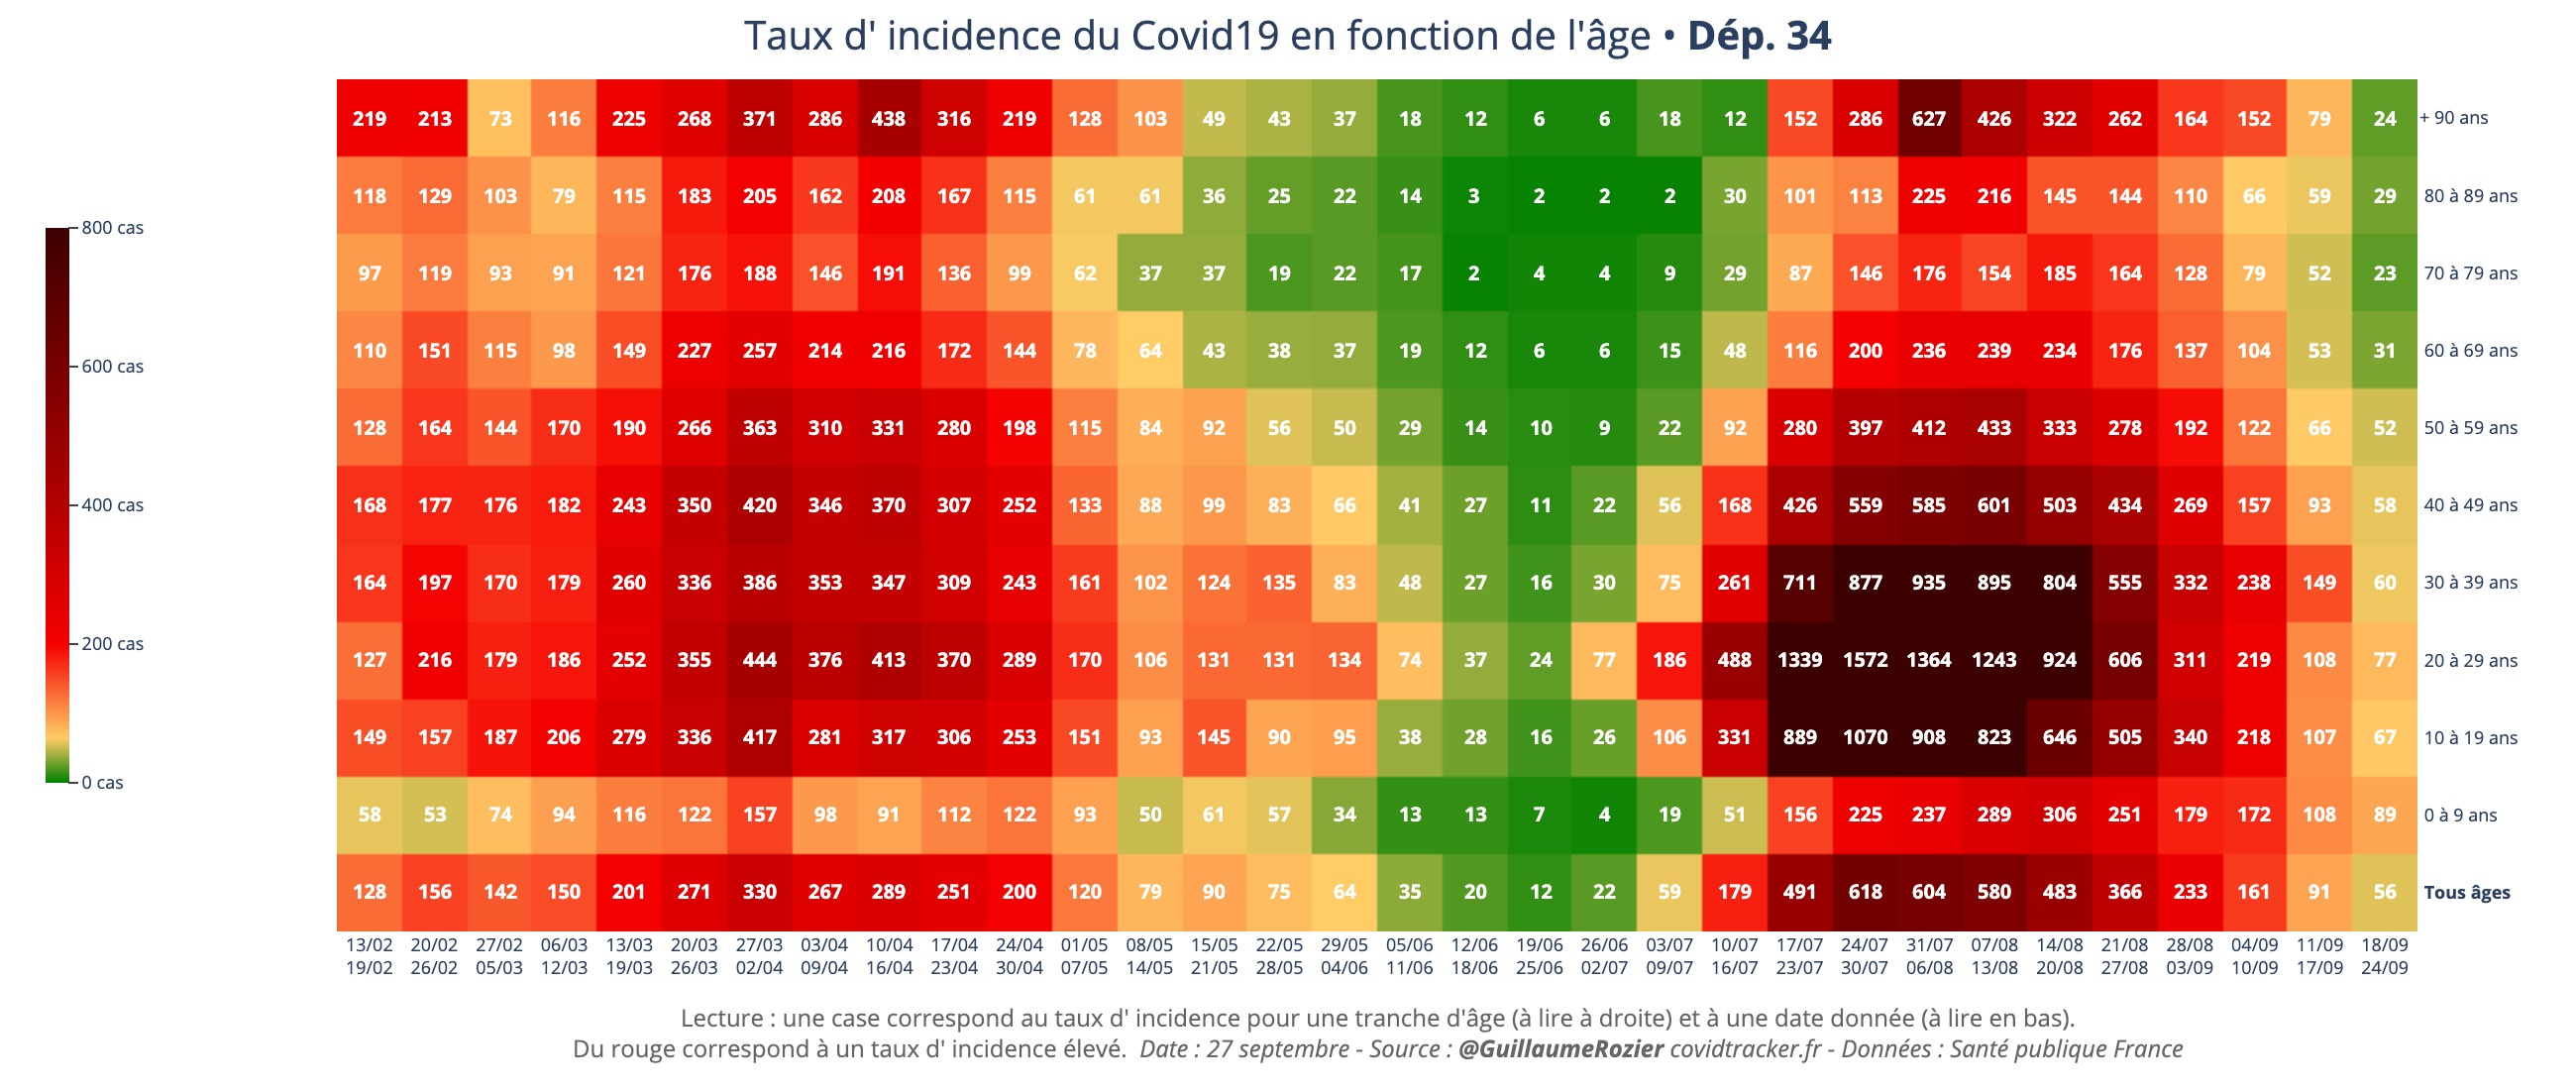 Taux d' incidence du Covid19 en fonction de l'âge • Dép. 34
219 213 73 116 225 268 371 286 438 316 219 128 103 49 43 37 18 12 6 6 18 12 152 286 627 426 322 262 164 152 79 24 + 90 ans
118 129 103 79 115 183 205 162 208 167 115 61 61 36 25 22 14 3 2 2 2 30 101 113 225 216 145 144 110 66 59 29 80 à 89 ans
97 119 93 91 121 176 188 146 191 136 99 62 37 37 19 22 17 2 4 4 9 29 87 146 176 154 185 164 128 79 52 23 70 à 79 ans
110 151 115 98 149 227 257 214 216 172 144 78 64 43 38 37 19 12 6 6 15 48 116 200 236 239 234 176 137 104 53 31 60 à 69 ans
128 164 144 170 190 266 363 310 331 280 198 115 84 92 56 50 29 14 10 9 22 92 280 397 412 433 333 278 192 122 66 52 50 à 59 ans
168 177 176 182 243 350 420 346 370 307 252 133 88 99 83 66 41 27 11 22 56 168 426 559 585 601 503 434 269 157 93 58 40 à 49 ans
164 197 170 179 260 336 386 353 347 309 243 161 102 124 135 83 48 27 16 30 75 261 711 877 935 895 804 555 332 238 149 60 30 à 39 ans
127 216 179 186 252 355 444 376 413 370 289 170 106 131 131 134 74 37 24 77 186 488 1339 1572 1364 1243 924 606 311 219 108 77 20 à 29 ans
149 157 187 206 279 336 417 281 317 306 253 151 93 145 90 95 38 28 16 26 106 331 889 1070 908 823 646 505 340 218 107 67 10 à 19 ans
58 53 74 94 116 122 157 98 91 112 122 93 50 61 57 34 13 13 7 4 19 51 156 225 237 289 306 251 179 172 108 89 0 à 9 ans
128 156 142 150 201 271 330 267 289 251 200 120 79 90 75 64 35 20 12 22 59 179 491 618 604 580 483 366 233 161 91 56 Tous âges
13/02 20/02 27/02 06/03 13/03 20/03 27/03 03/04 10/04 17/04 24/04 01/05 08/05 15/05 22/05 29/05 05/06 12/06 19/06 26/06 03/07 10/07 17/07 24/07 31/07 07/08 14/08 21/08 28/08 04/09 11/09 18/09
19/02 26/02 05/03 12/03 19/03 26/03 02/04 09/04 16/04 23/04 30/04 07/05 14/05 21/05 28/05 04/06 11/06 18/06 25/06 02/07 09/07 16/07 23/07 30/07 06/08 13/08 20/08 27/08 03/09 10/09 17/09 24/09
800 cas
600 cas
400 cas
200 cas
0 cas
Lecture : une case correspond au taux d' incidence pour une tranche d'âge (à lire à droite) et à une date donnée (à lire en bas).
Du rouge correspond à un taux d' incidence élevé. Date : 27 septembre - Source : @GuillaumeRozier covidtracker.fr - Données : Santé publique France